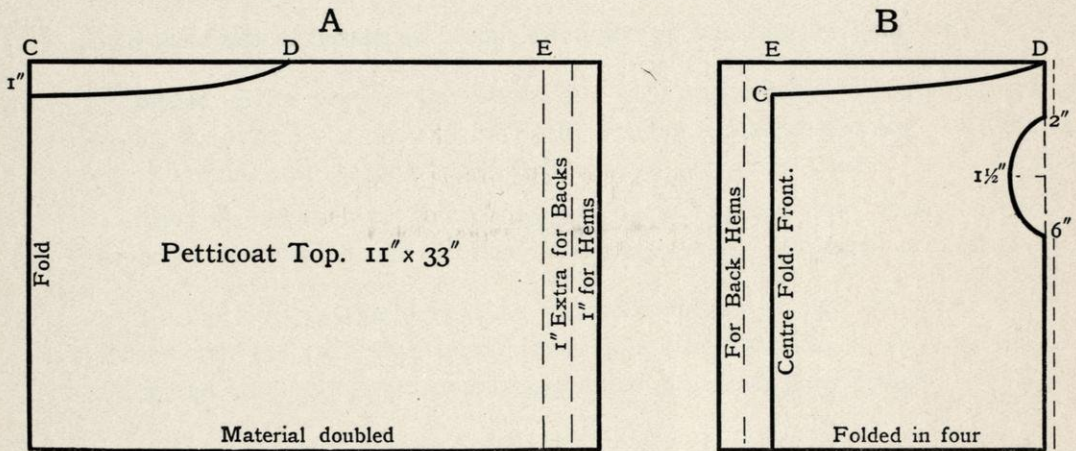 A
C
D
E
1"
Fold
Petticoat Top. 11" x 33"
1" Extra for Backs
1" for Hems
Material doubled
B
E
D
C
2"
1½"
6"
For Back Hems
Centre Fold. Front.
Folded in four